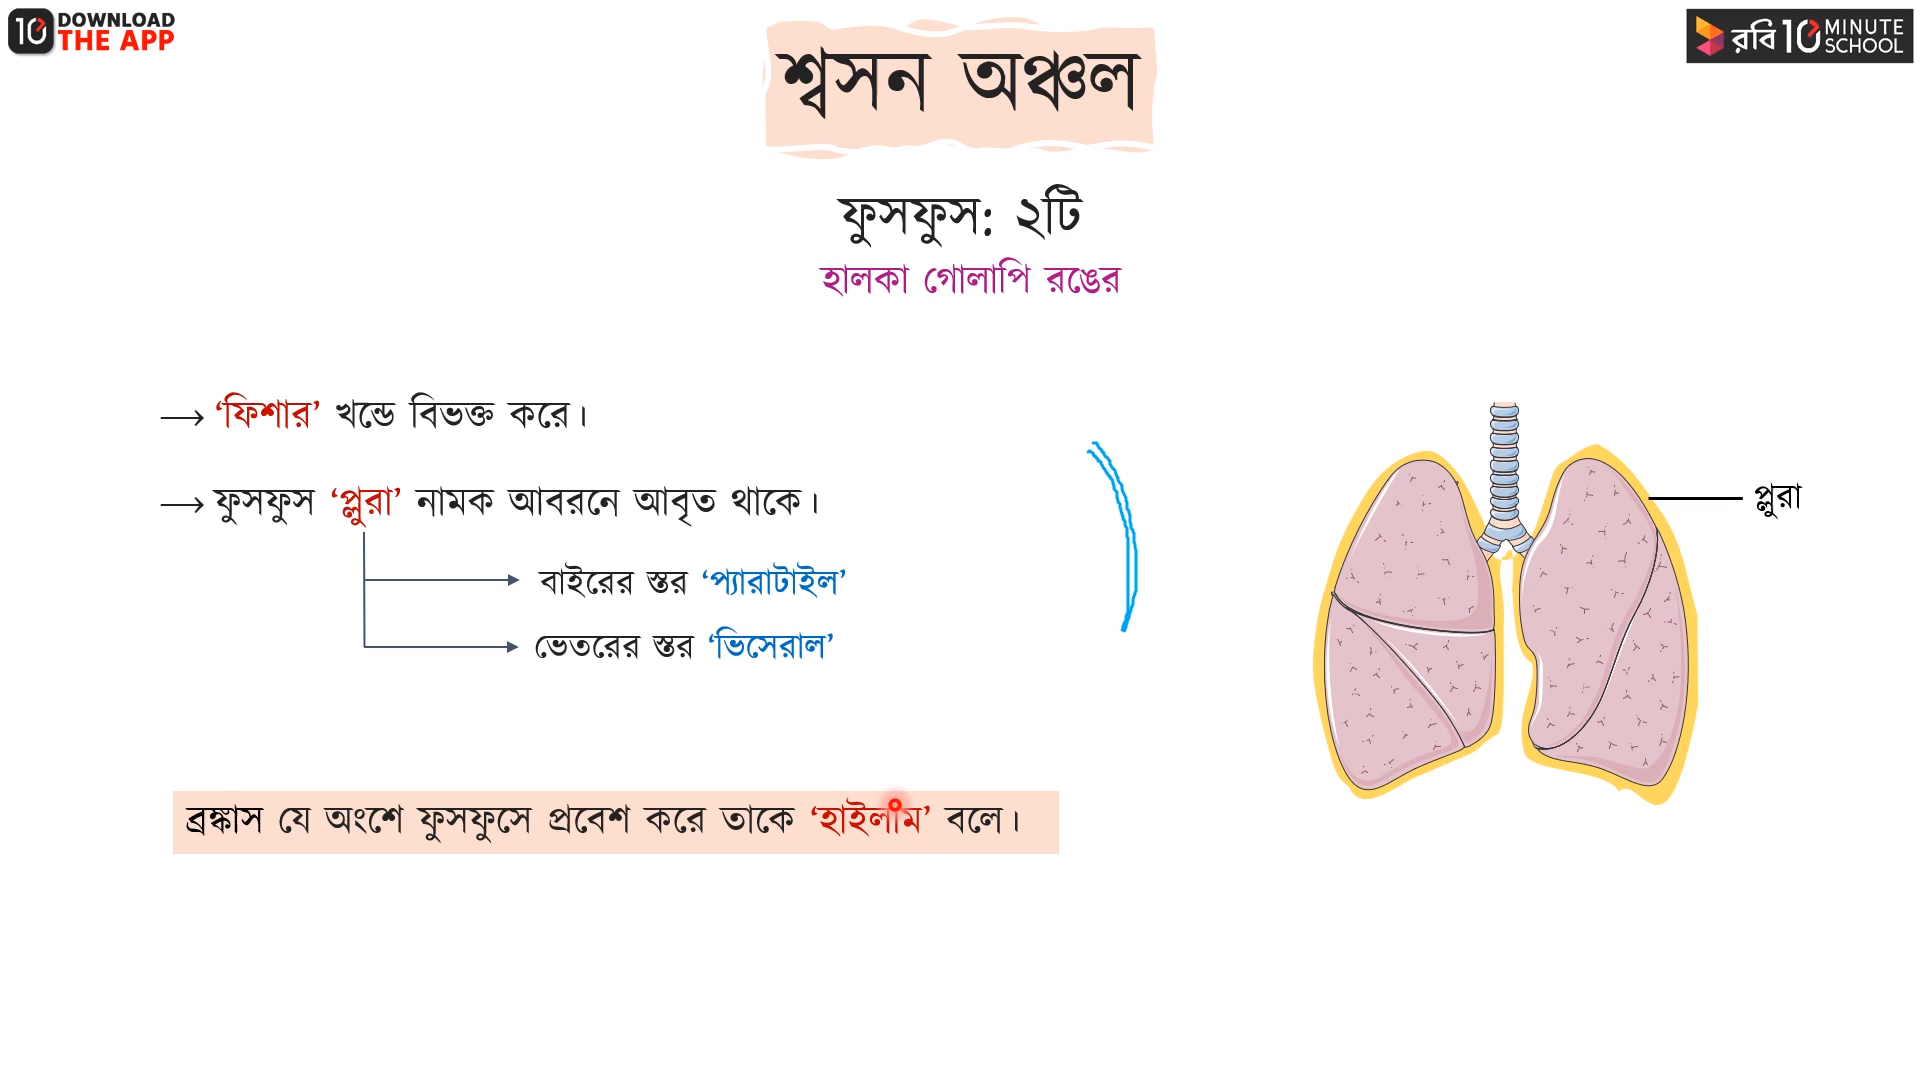 10 DOWNLOAD THE APP
রবি 10 MINUTE SCHOOL
শ্বসন অঞ্চল
ফুসফুস: ২টি
হালকা গোলাপি রঙের
→ ‘ফিশার’ খন্ডে বিভক্ত করে।
→ ফুসফুস ‘প্লুরা’ নামক আবরনে আবৃত থাকে।
বাইরের স্তর ‘প্যারাটাইল’
ভেতরের স্তর ‘ভিসেরাল’
প্লুরা
ব্রঙ্কাস যে অংশে ফুসফুসে প্রবেশ করে তাকে ‘হাইলাম’ বলে।